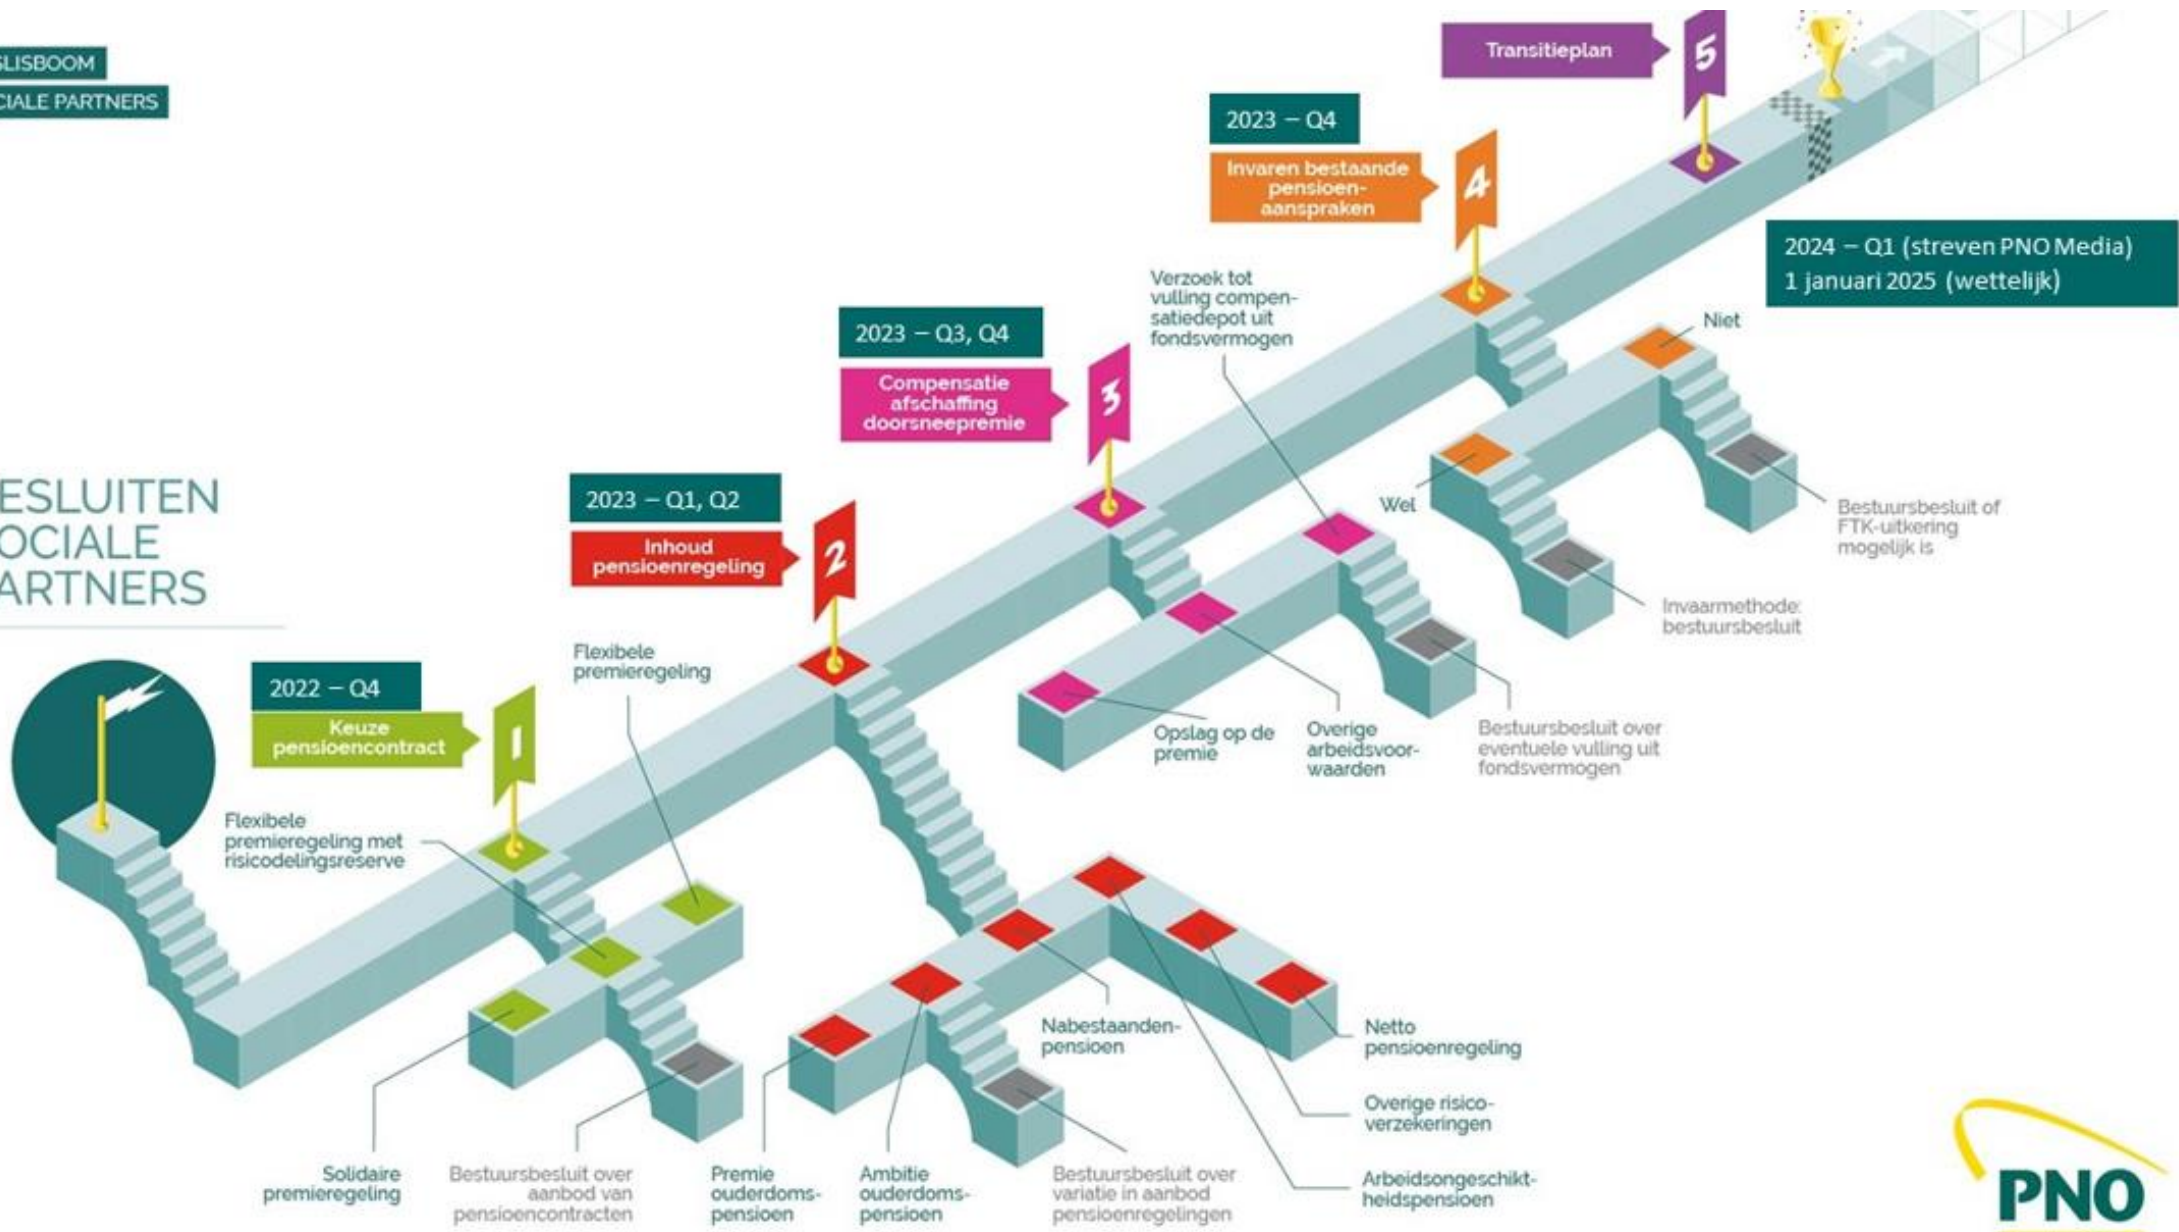 SLISBOOM
CIALE PARTNERS
ESLUITEN
OCIALE
ARTNERS
2022 – Q4
Keuze
pensioencontract
1
Flexibele
premieregeling met
risicodelingsreserve
Flexibele
premieregeling
Solidaire
premieregeling
Bestuursbesluit over
aanbod van
pensioencontracten
2023 – Q1, Q2
Inhoud
pensioenregeling
2
Premie
ouderdoms-
pensioen
Ambitie
ouderdoms-
pensioen
Bestuursbesluit over
variatie in aanbod
pensioenregelingen
Nabestaanden-
pensioen
Netto
pensioenregeling
Overige risico-
verzekeringen
Arbeidsongeschikt-
heidspensioen
2023 – Q3, Q4
Compensatie
afschaffing
doorsneepremie
3
Verzoek tot
vulling compen-
satiedepot uit
fondsvermogen
Opslag op de
premie
Overige
arbeidsvoor-
waarden
Bestuursbesluit over
eventuele vulling uit
fondsvermogen
2023 – Q4
Invaren bestaande
pensioen-
aanspraken
4
Niet
Wel
Bestuursbesluit of
FTK-uitkering
mogelijk is
Invaarmethode:
bestuursbesluit
Transitieplan
5
2024 – Q1 (streven PNO Media)
1 januari 2025 (wettelijk)
PNO